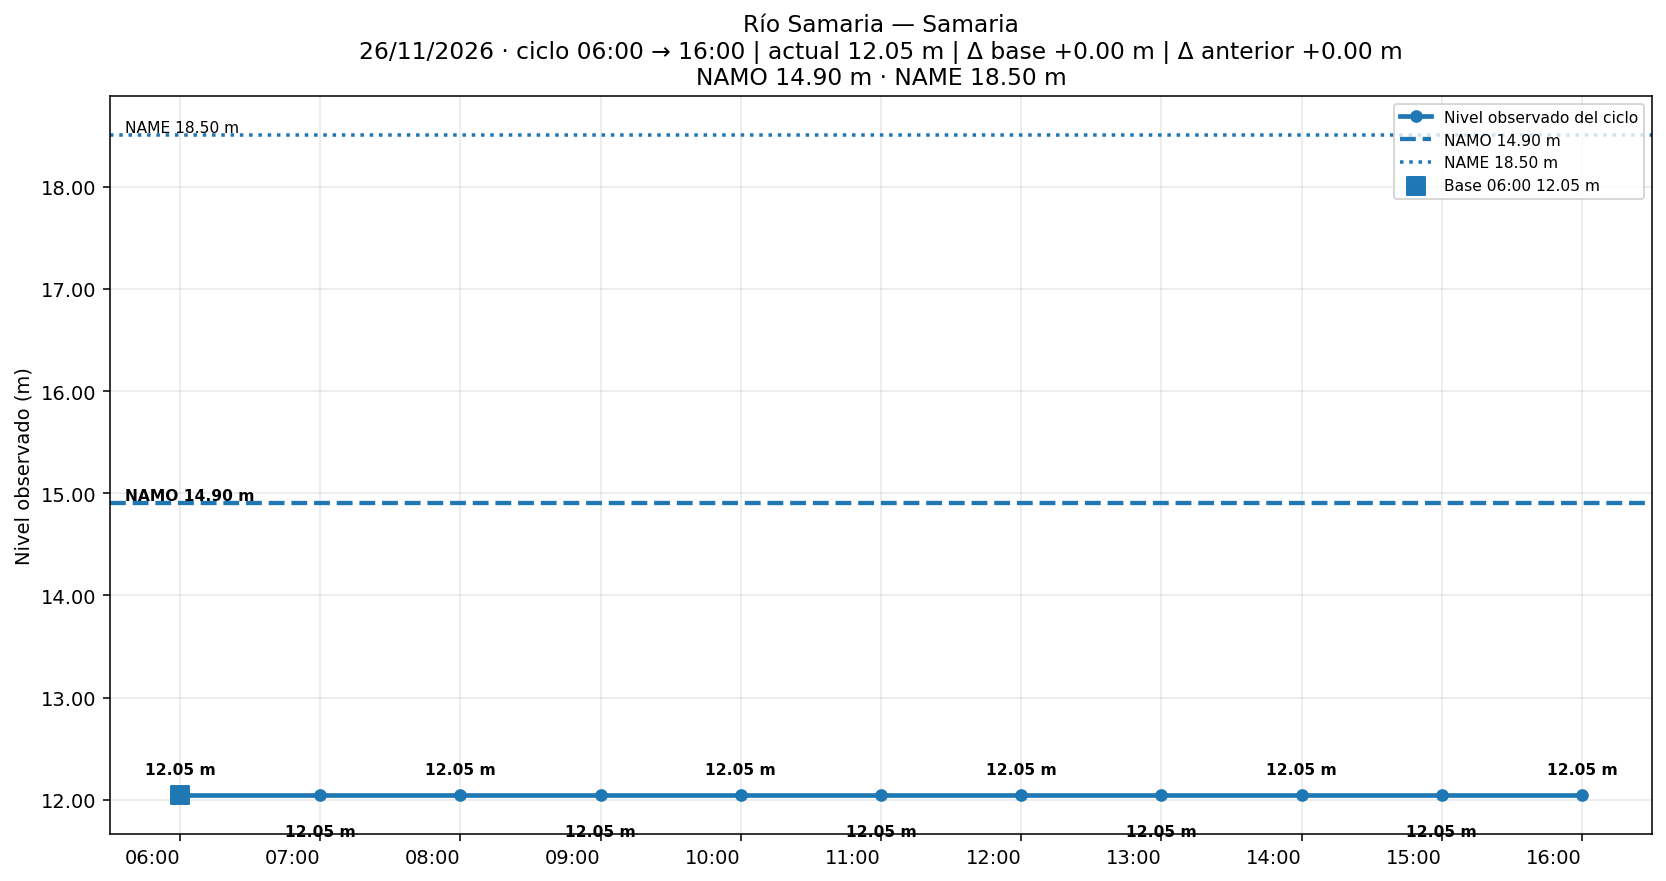 Río Samaria — Samaria
26/11/2026 · ciclo 06:00 → 16:00 | actual 12.05 m | Δ base +0.00 m | Δ anterior +0.00 m
NAMO 14.90 m · NAME 18.50 m
NAME 18.50 m
Nivel observado del ciclo
NAMO 14.90 m
NAME 18.50 m
Base 06:00 12.05 m
18.00
17.00
16.00
15.00
14.00
13.00
12.00
Nivel observado (m)
NAMO 14.90 m
12.05 m 12.05 m 12.05 m 12.05 m 12.05 m 12.05 m
12.05 m 12.05 m 12.05 m 12.05 m 12.05 m
06:00 07:00 08:00 09:00 10:00 11:00 12:00 13:00 14:00 15:00 16:00